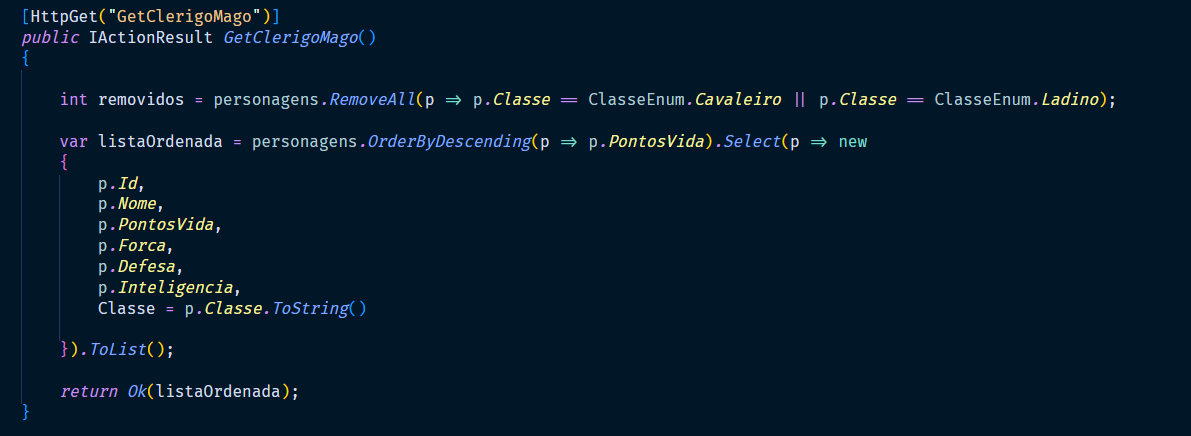 [HttpGet("GetClerigoMago")]
public IActionResult GetClerigoMago()
{
int removidos = personagens.RemoveAll(p => p.Classe == ClasseEnum.Cavaleiro || p.Classe == ClasseEnum.Ladino);
var listaOrdenada = personagens.OrderByDescending(p => p.PontosVida).Select(p => new
{
p.Id,
p.Nome,
p.PontosVida,
p.Forca,
p.Defesa,
p.Inteligencia,
Classe = p.Classe.ToString()
}).ToList();
return Ok(listaOrdenada);
}